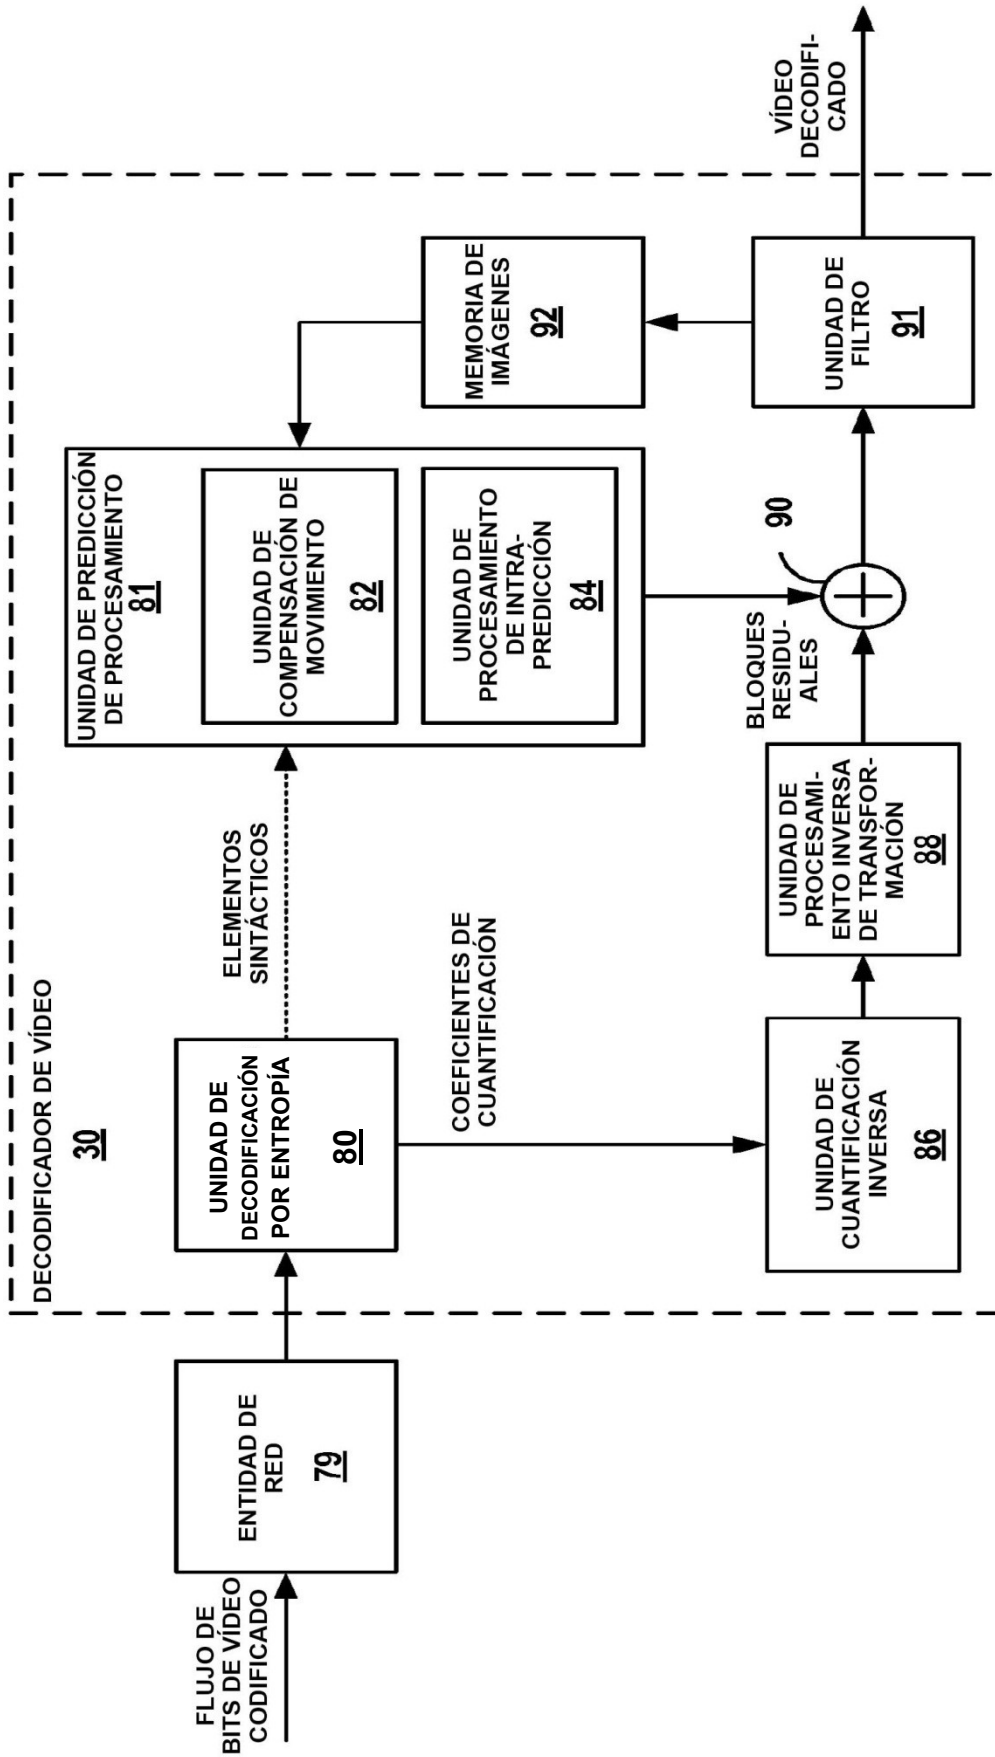 DECODIFICADOR DE VÍDEO
30
FLUJO DE
BITS DE VÍDEO
CODIFICADO
ENTIDAD DE
RED
79
UNIDAD DE
DECODIFICACIÓN
POR ENTROPÍA
80
ELEMENTOS
SINTÁCTICOS
COEFICIENTES DE
CUANTIFICACIÓN
UNIDAD DE PREDICCIÓN
DE PROCESAMIENTO
81
UNIDAD DE
COMPENSACIÓN DE
MOVIMIENTO
82
UNIDAD DE
PROCESAMIENTO
DE INTRA-
PREDICCIÓN
84
MEMORIA DE
IMÁGENES
92
UNIDAD DE
CUANTIFICACIÓN
INVERSA
86
UNIDAD DE
PROCESAMI-
ENTO INVERSA
DE TRANSFOR-
MACIÓN
88
BLOQUES
RESIDU-
ALES
90
UNIDAD DE
FILTRO
91
VÍDEO
DECODIFI-
CADO